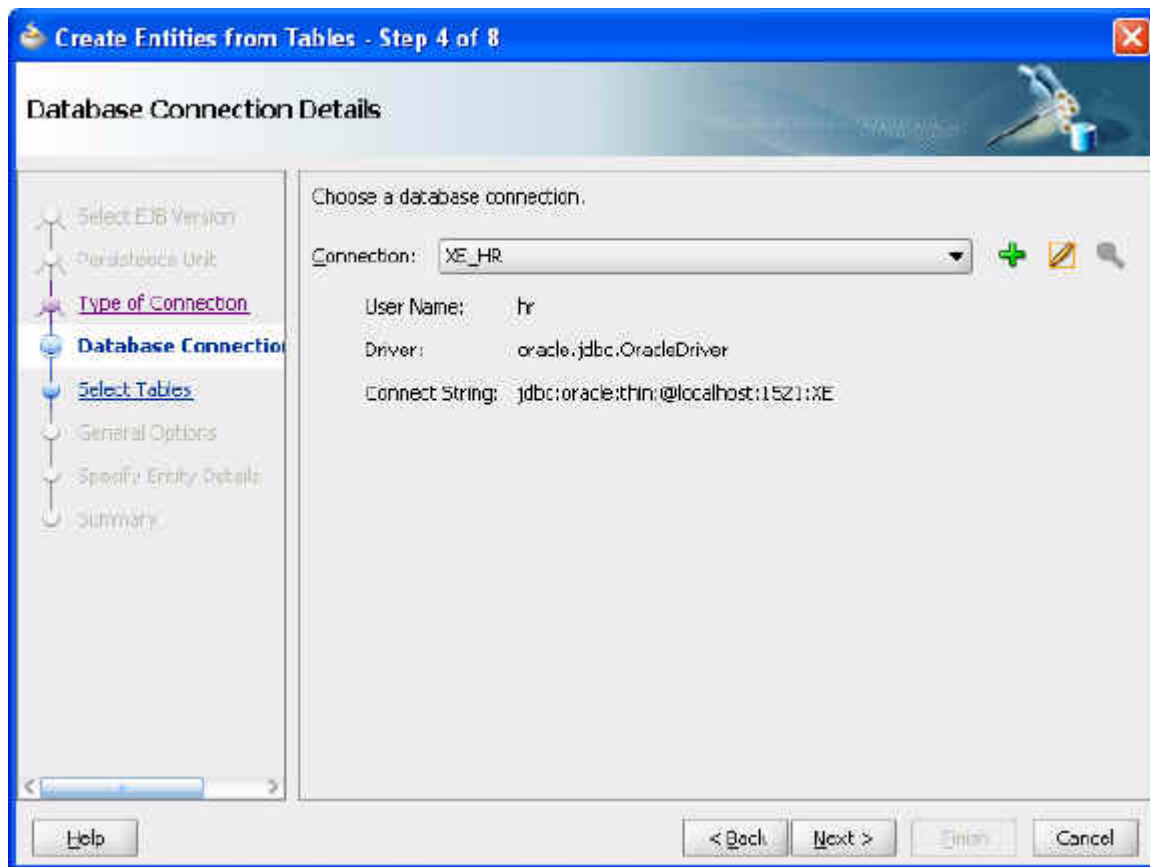 Create Entities from Tables - Step 4 of 8
Database Connection Details
Select EJB Version
Persistence Unit
Type of Connection
Database Connection
Select Tables
General Options
Specify Entity Details
Summary
Choose a database connection.
Connection: XE_HR
User Name: hr
Driver: oracle.jdbc.OracleDriver
Connect String: jdbc:oracle:thin:@localhost:1521:XE
Help
< Back
Next >
Finish
Cancel